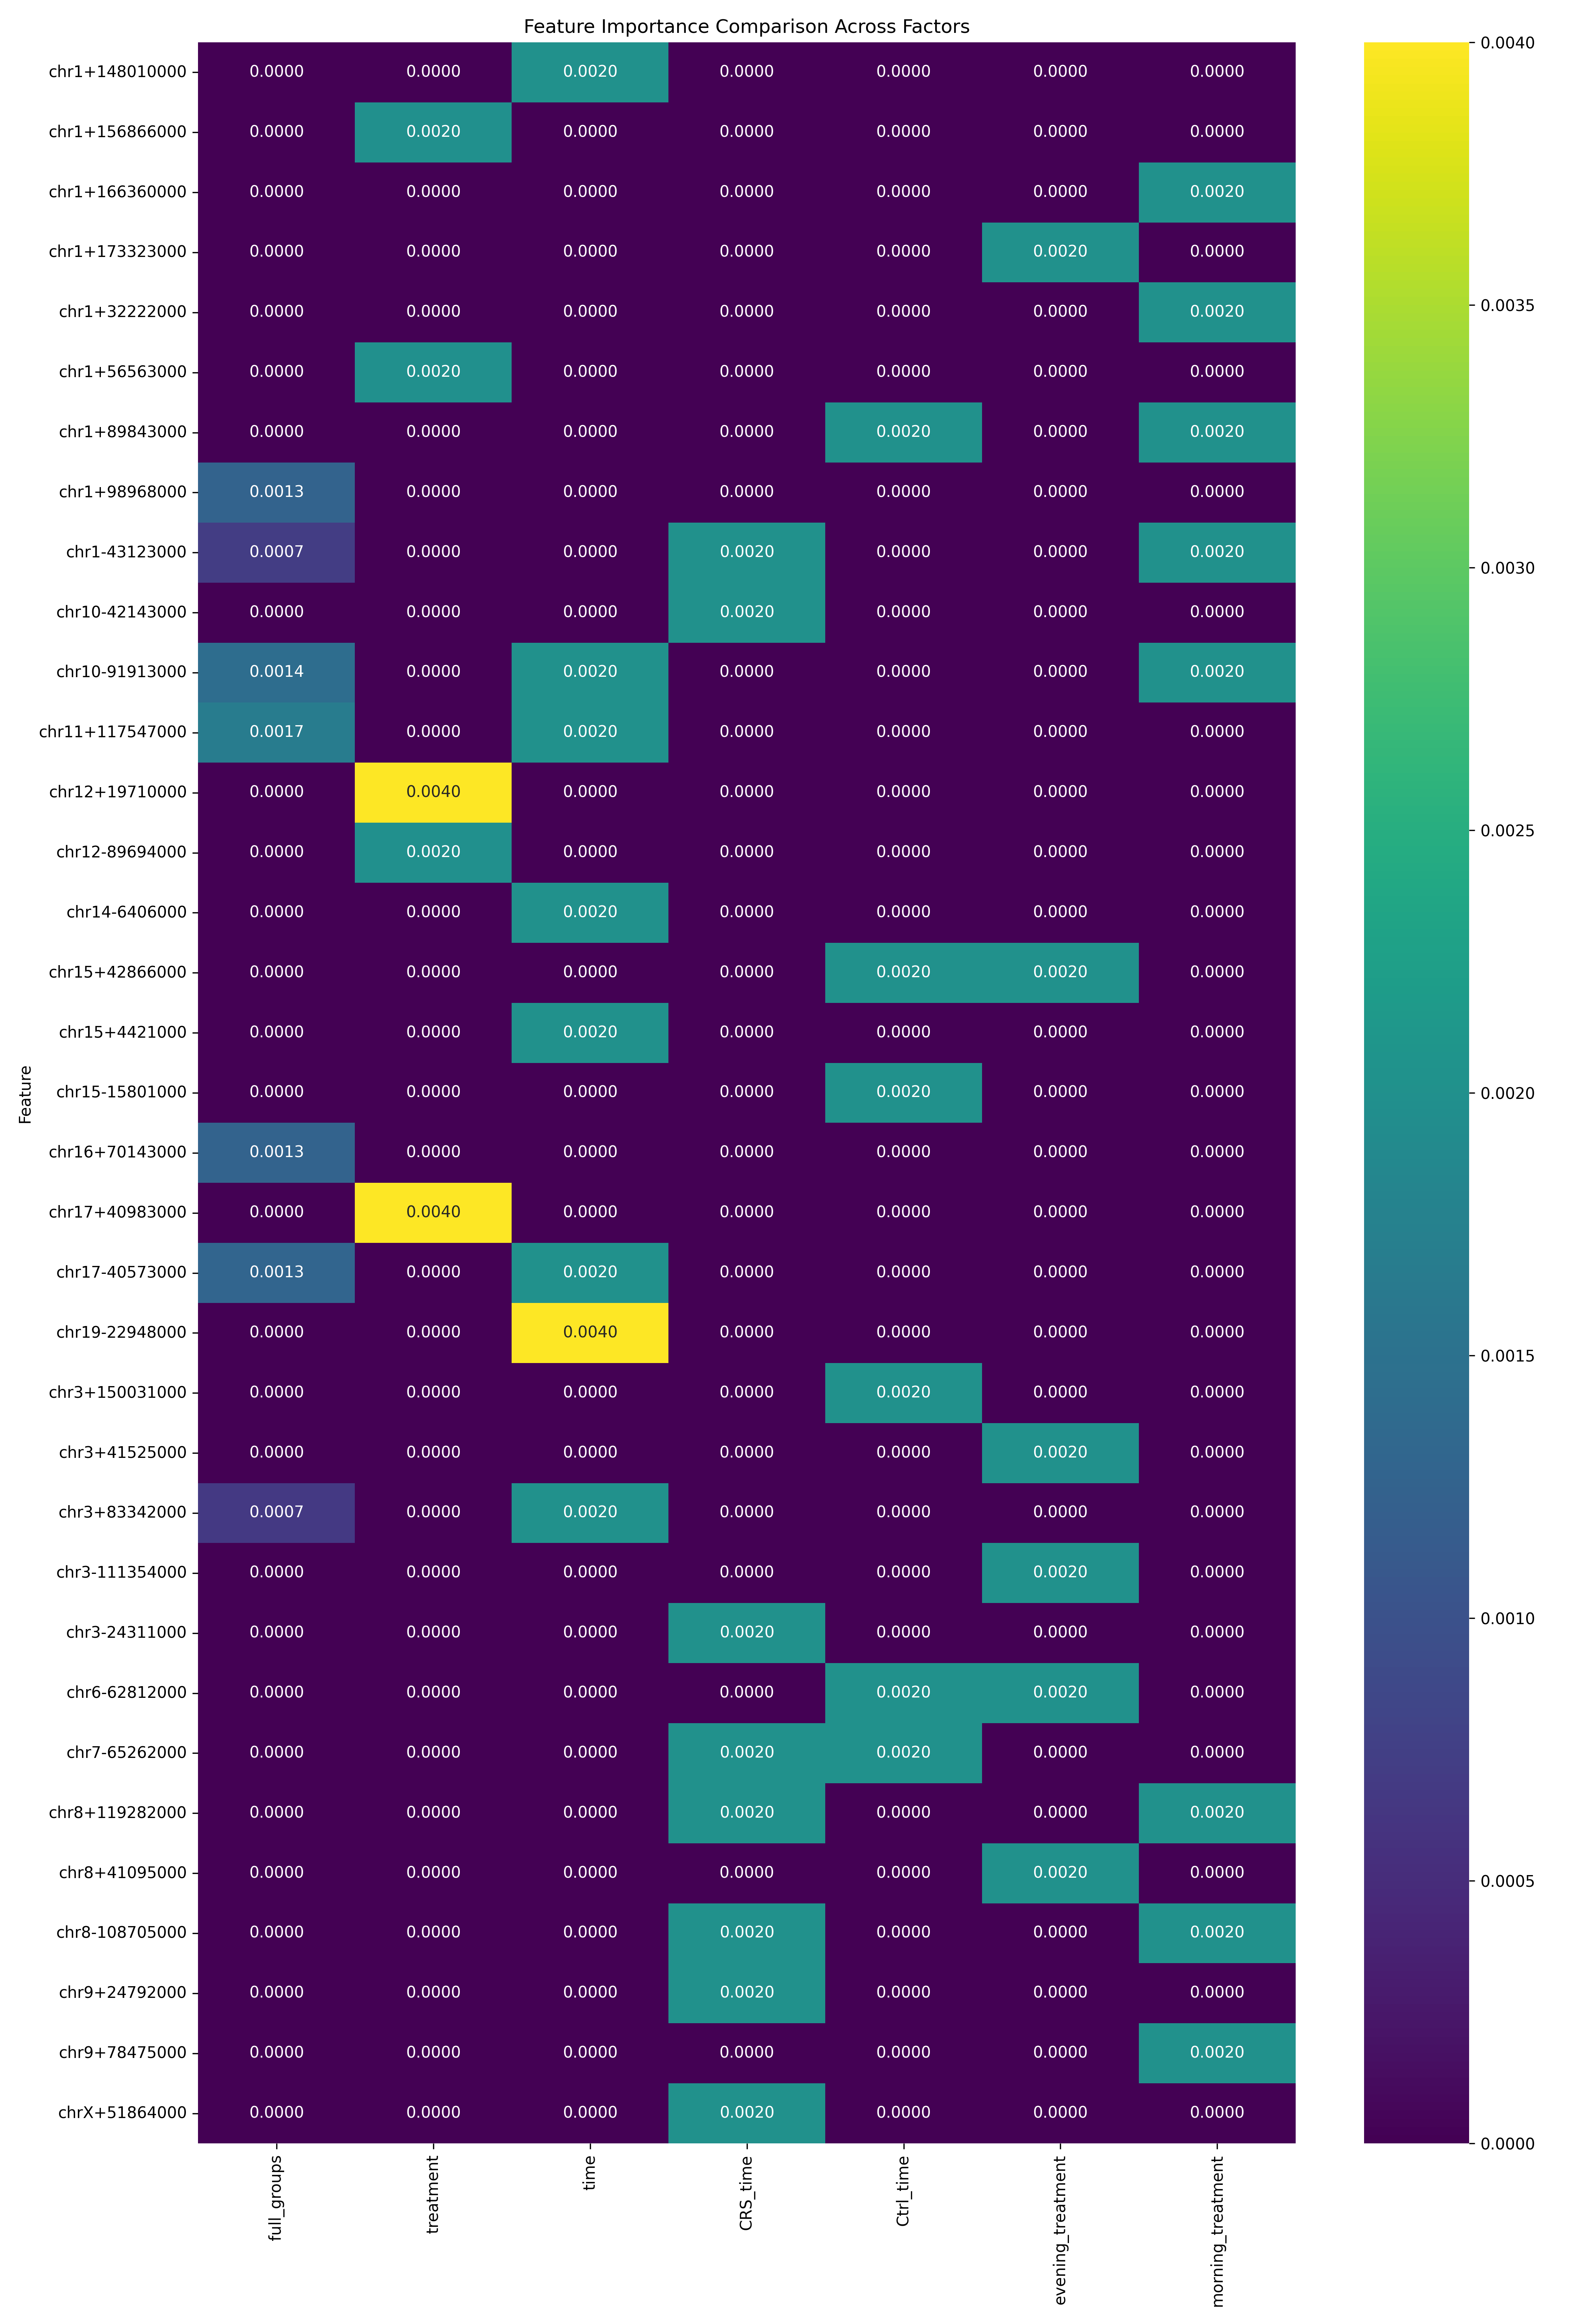 Feature Importance Comparison Across Factors
Feature
chr1+148010000 0.0000 0.0000 0.0020 0.0000 0.0000 0.0000 0.0000
chr1+156866000 0.0000 0.0020 0.0000 0.0000 0.0000 0.0000 0.0000
chr1+166360000 0.0000 0.0000 0.0000 0.0000 0.0000 0.0000 0.0020
chr1+173323000 0.0000 0.0000 0.0000 0.0000 0.0000 0.0020 0.0000
chr1+32222000 0.0000 0.0000 0.0000 0.0000 0.0000 0.0000 0.0020
chr1+56563000 0.0000 0.0020 0.0000 0.0000 0.0000 0.0000 0.0000
chr1+89843000 0.0000 0.0000 0.0000 0.0000 0.0020 0.0000 0.0020
chr1+98968000 0.0013 0.0000 0.0000 0.0000 0.0000 0.0000 0.0000
chr1-43123000 0.0007 0.0000 0.0000 0.0020 0.0000 0.0000 0.0020
chr10-42143000 0.0000 0.0000 0.0000 0.0020 0.0000 0.0000 0.0000
chr10-91913000 0.0014 0.0000 0.0020 0.0000 0.0000 0.0000 0.0020
chr11+117547000 0.0017 0.0000 0.0020 0.0000 0.0000 0.0000 0.0000
chr12+19710000 0.0000 0.0040 0.0000 0.0000 0.0000 0.0000 0.0000
chr12-89694000 0.0000 0.0020 0.0000 0.0000 0.0000 0.0000 0.0000
chr14-6406000 0.0000 0.0000 0.0020 0.0000 0.0000 0.0000 0.0000
chr15+42866000 0.0000 0.0000 0.0000 0.0000 0.0020 0.0020 0.0000
chr15+4421000 0.0000 0.0000 0.0020 0.0000 0.0000 0.0000 0.0000
chr15-15801000 0.0000 0.0000 0.0000 0.0000 0.0020 0.0000 0.0000
chr16+70143000 0.0013 0.0000 0.0000 0.0000 0.0000 0.0000 0.0000
chr17+40983000 0.0000 0.0040 0.0000 0.0000 0.0000 0.0000 0.0000
chr17-40573000 0.0013 0.0000 0.0020 0.0000 0.0000 0.0000 0.0000
chr19-22948000 0.0000 0.0000 0.0040 0.0000 0.0000 0.0000 0.0000
chr3+150031000 0.0000 0.0000 0.0000 0.0000 0.0020 0.0000 0.0000
chr3+41525000 0.0000 0.0000 0.0000 0.0000 0.0000 0.0020 0.0000
chr3+83342000 0.0007 0.0000 0.0020 0.0000 0.0000 0.0000 0.0000
chr3-111354000 0.0000 0.0000 0.0000 0.0000 0.0000 0.0020 0.0000
chr3-24311000 0.0000 0.0000 0.0000 0.0020 0.0000 0.0000 0.0000
chr6-62812000 0.0000 0.0000 0.0000 0.0000 0.0020 0.0020 0.0000
chr7-65262000 0.0000 0.0000 0.0000 0.0020 0.0020 0.0000 0.0000
chr8+119282000 0.0000 0.0000 0.0000 0.0020 0.0000 0.0000 0.0020
chr8+41095000 0.0000 0.0000 0.0000 0.0000 0.0000 0.0020 0.0000
chr8-108705000 0.0000 0.0000 0.0000 0.0020 0.0000 0.0000 0.0020
chr9+24792000 0.0000 0.0000 0.0000 0.0020 0.0000 0.0000 0.0000
chr9+78475000 0.0000 0.0000 0.0000 0.0000 0.0000 0.0000 0.0020
chrX+51864000 0.0000 0.0000 0.0000 0.0020 0.0000 0.0000 0.0000
full_groups
treatment
time
CRS_time
Ctrl_time
evening_treatment
morning_treatment
0.0040
0.0035
0.0030
0.0025
0.0020
0.0015
0.0010
0.0005
0.0000